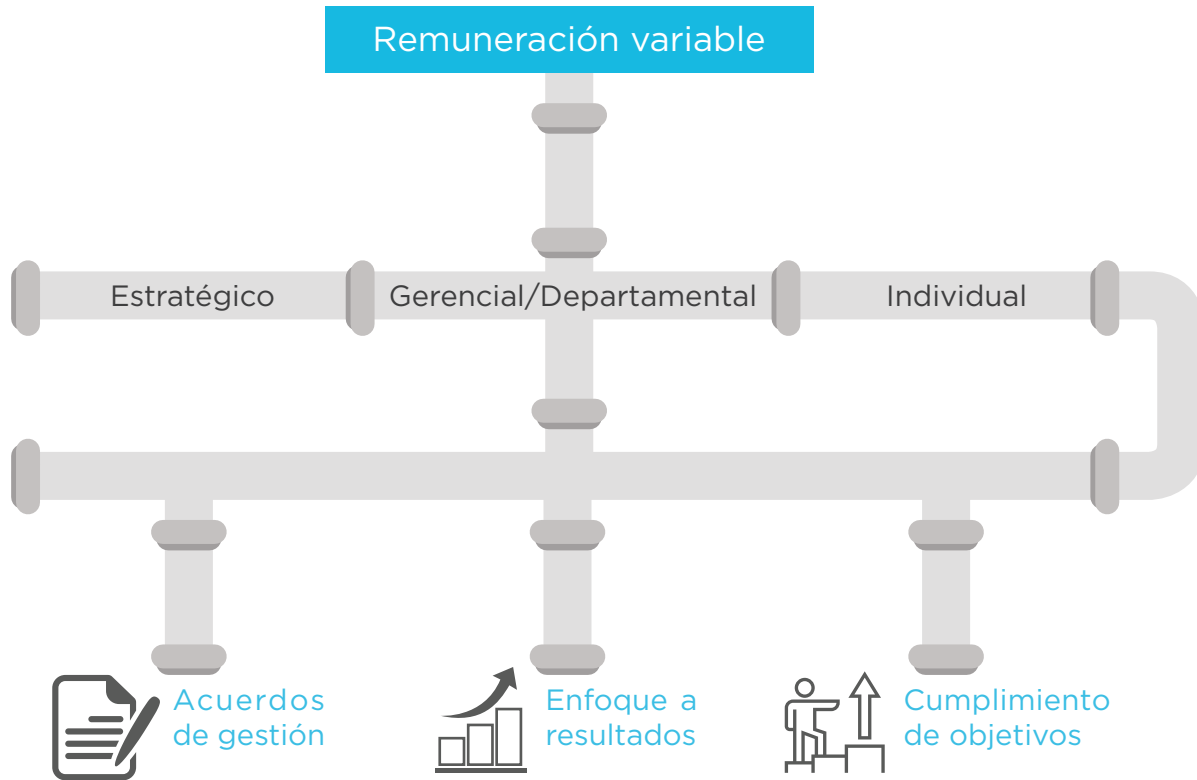 Remuneración variable
Estratégico
Gerencial/Departamental
Individual
Acuerdos
de gestión
Enfoque a
resultados
Cumplimiento
de objetivos